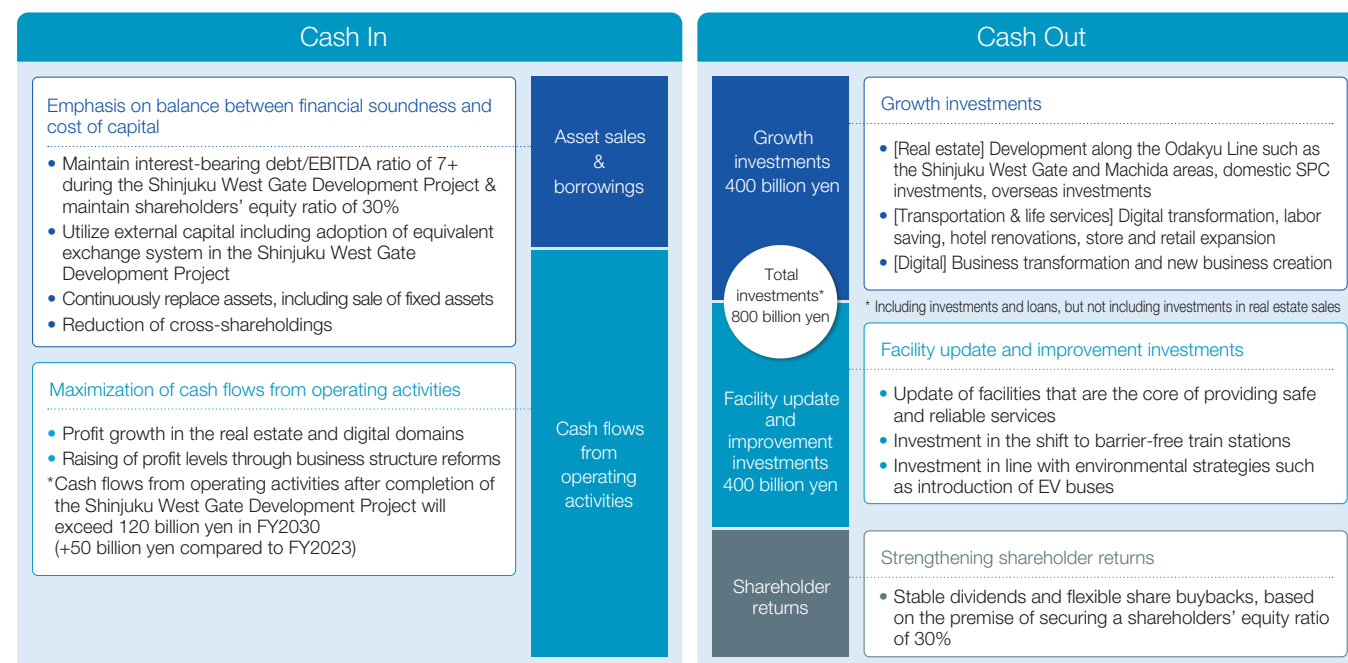 Cash In
Emphasis on balance between financial soundness and
cost of capital
• Maintain interest-bearing debt/EBITDA ratio of 7+
during the Shinjuku West Gate Development Project &
maintain shareholders' equity ratio of 30%
• Utilize external capital including adoption of equivalent
exchange system in the Shinjuku West Gate
Development Project
• Continuously replace assets, including sale of fixed assets
• Reduction of cross-shareholdings
Asset sales
&
borrowings
Maximization of cash flows from operating activities
• Profit growth in the real estate and digital domains
• Raising of profit levels through business structure reforms
*Cash flows from operating activities after completion of
the Shinjuku West Gate Development Project will
exceed 120 billion yen in FY2030
(+50 billion yen compared to FY2023)
Cash flows
from
operating
activities
Cash Out
Growth
investments
400 billion yen
Growth investments
• [Real estate] Development along the Odakyu Line such as
the Shinjuku West Gate and Machida areas, domestic SPC
investments, overseas investments
• [Transportation & life services] Digital transformation, labor
saving, hotel renovations, store and retail expansion
• [Digital] Business transformation and new business creation
Total
investments*
800 billion yen
* Including investments and loans, but not including investments in real estate sales
Facility update
and
improvement
investments
400 billion yen
Facility update and improvement investments
• Update of facilities that are the core of providing safe
and reliable services
• Investment in the shift to barrier-free train stations
• Investment in line with environmental strategies such
as introduction of EV buses
Shareholder
returns
Strengthening shareholder returns
• Stable dividends and flexible share buybacks, based
on the premise of securing a shareholders' equity ratio
of 30%